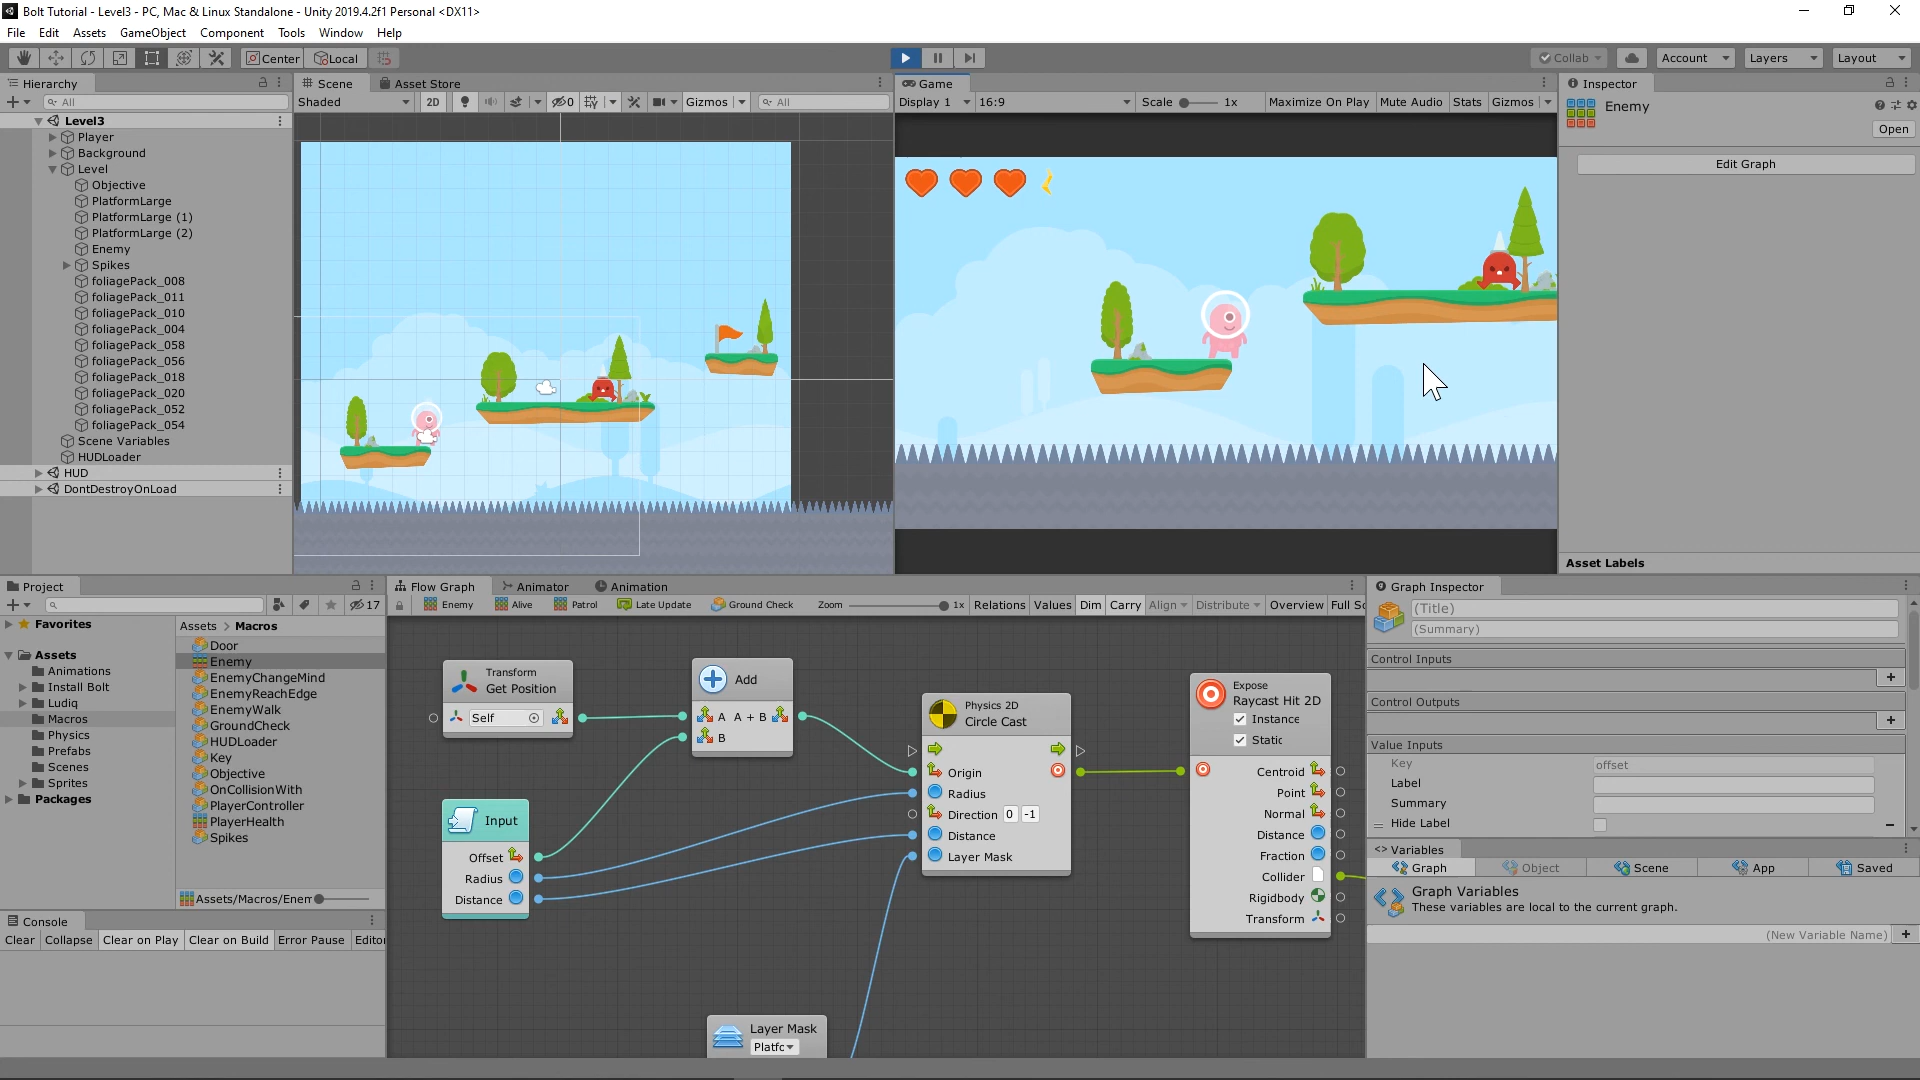 Bolt Tutorial - Level3 - PC, Mac & Linux Standalone - Unity 2019.4.2f1 Personal <DX11>
File Edit Assets GameObject Component Tools Window Help
Center Local Collab Account Layers Layout
Hierarchy
All
Level3
Player
Background
Level
Objective
PlatformLarge
PlatformLarge (1)
PlatformLarge (2)
Enemy
Spikes
foliagePack_008
foliagePack_011
foliagePack_010
foliagePack_004
foliagePack_058
foliagePack_056
foliagePack_018
foliagePack_020
foliagePack_052
foliagePack_054
Scene Variables
HUDLoader
HUD
DontDestroyOnLoad
Scene Asset Store
Shaded 2D 0 Gizmos All
Game
Display 1 16:9 Scale 1x Maximize On Play Mute Audio Stats Gizmos
Inspector
Enemy
Open
Edit Graph
Asset Labels
Project
17
Favorites
Assets
Animations
Install Bolt
Ludiq
Macros
Physics
Prefabs
Scenes
Sprites
Packages
Assets > Macros
Door
Enemy
EnemyChangeMind
EnemyReachEdge
EnemyWalk
GroundCheck
HUDLoader
Key
Objective
OnCollisionWith
PlayerController
PlayerHealth
Spikes
Assets/Macros/Enem
Console
Clear Collapse Clear on Play Clear on Build Error Pause Editor
Flow Graph Animator Animation
Enemy Alive Patrol Late Update Ground Check Zoom 1x Relations Values Dim Carry Align Distribute Overview Full Sc
Transform
Get Position
Self
Add
A A + B
B
Input
Offset
Radius
Distance
Physics 2D
Circle Cast
Origin
Radius
Direction 0 -1
Distance
Layer Mask
Layer Mask
Platfc
Expose
Raycast Hit 2D
Instance
Static
Centroid
Point
Normal
Distance
Fraction
Collider
Rigidbody
Transform
Graph Inspector
(Title)
(Summary)
Control Inputs
Control Outputs
Value Inputs
Key offset
Label
Summary
Hide Label
<> Variables
Graph Object Scene App Saved
Graph Variables
These variables are local to the current graph.
(New Variable Name)